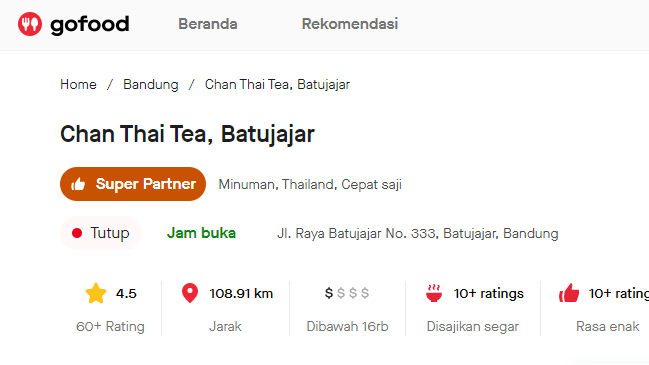 gofood Beranda Rekomendasi
Home / Bandung / Chan Thai Tea, Batujajar
Chan Thai Tea, Batujajar
Super Partner Minuman, Thailand, Cepat saji
Tutup Jam buka Jl. Raya Batujajar No. 333, Batujajar, Bandung
4.5 108.91 km $ $ $ $ 10+ ratings 10+
60+ Rating Jarak Dibawah 16rb Disajikan segar Rasa enak